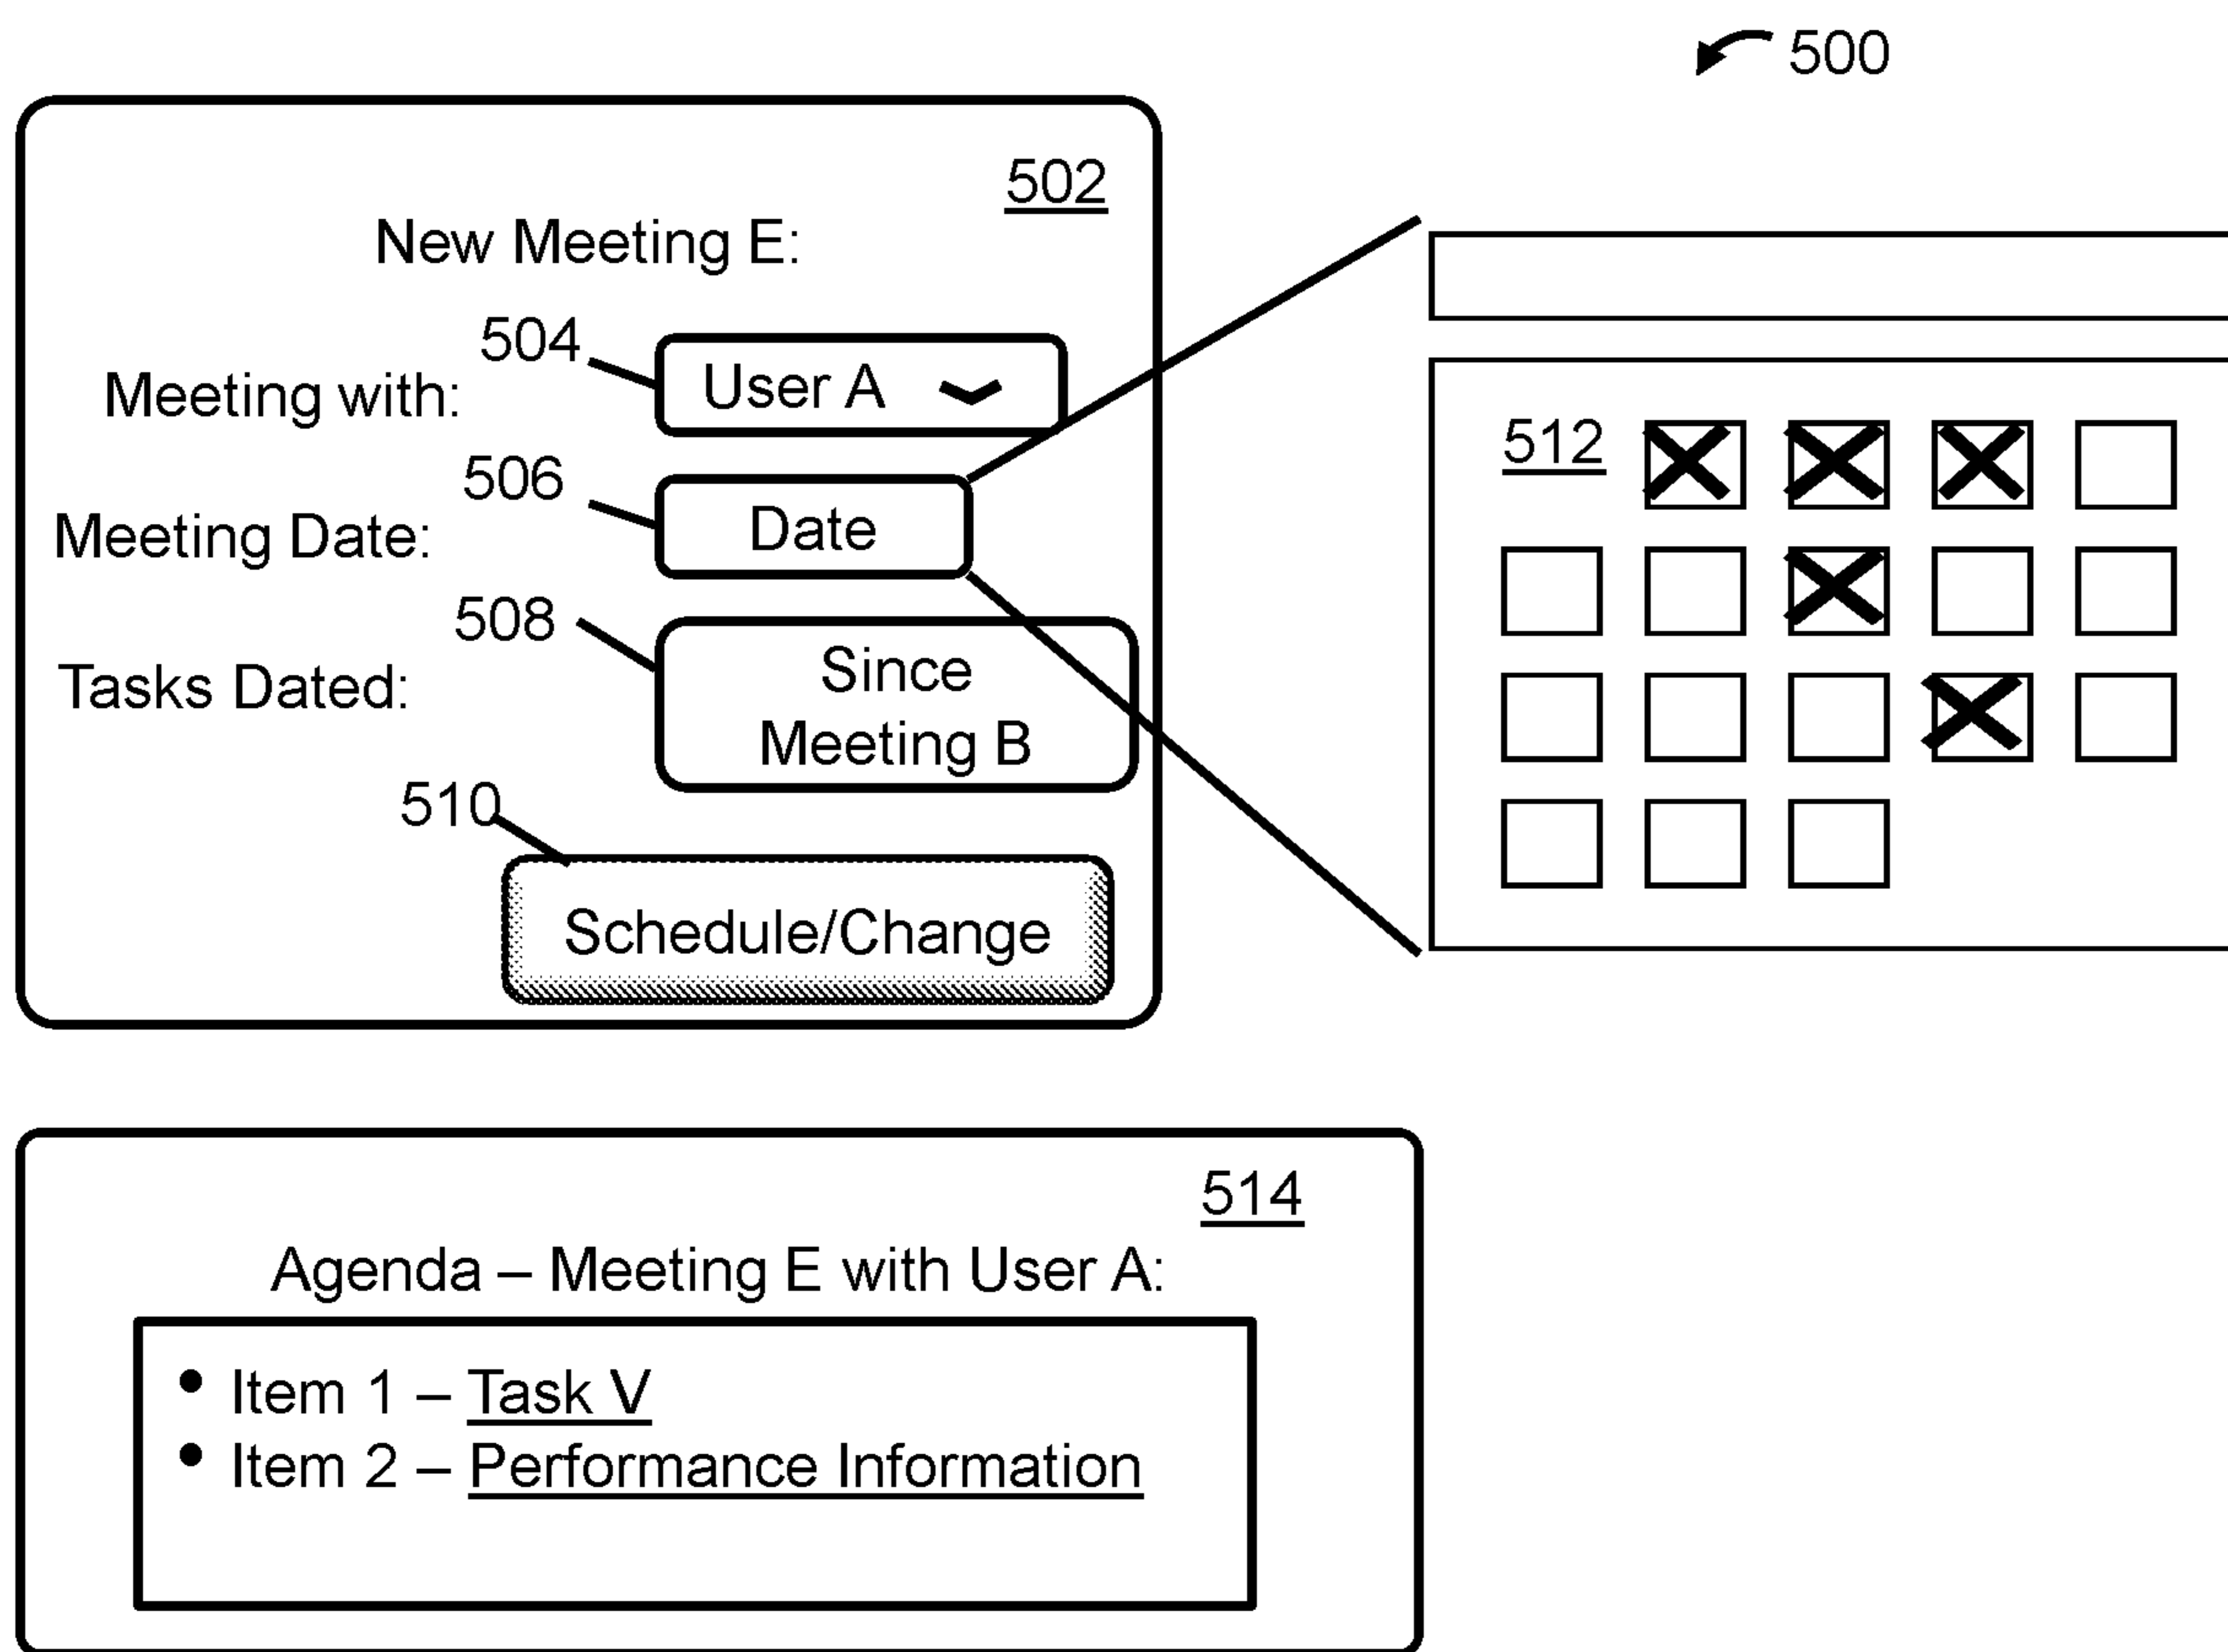 500
502
New Meeting E:
504
Meeting with: User A
506
Meeting Date: Date
508
Tasks Dated: Since
Meeting B
510
Schedule/Change
512
514
Agenda – Meeting E with User A:
• Item 1 – Task V
• Item 2 – Performance Information